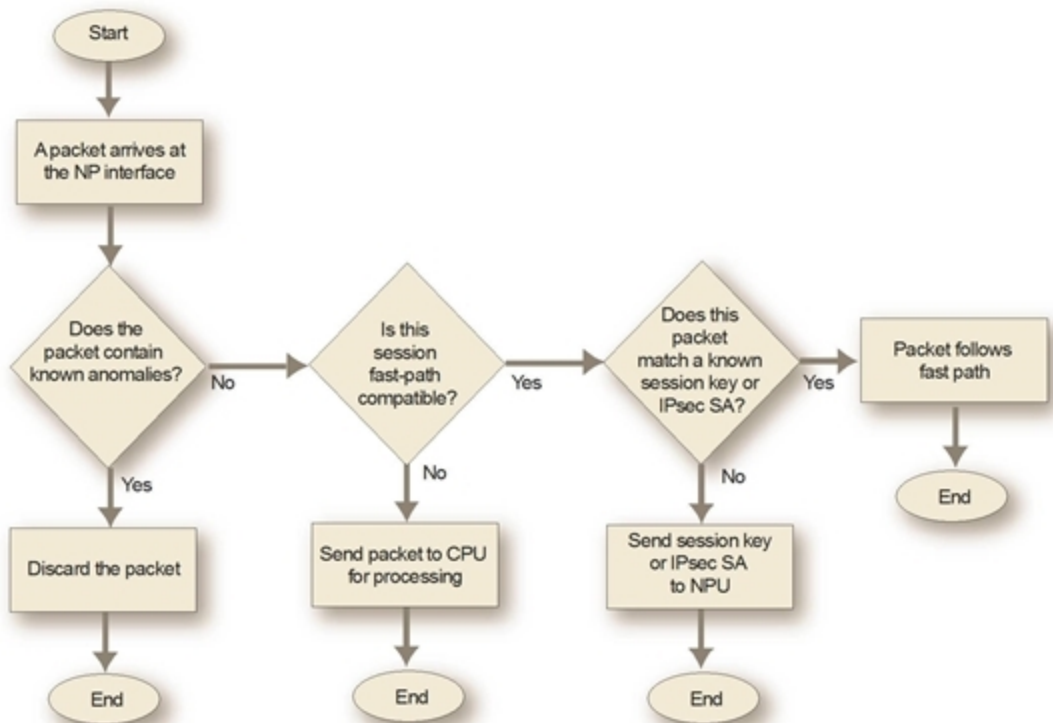 Start
A packet arrives at
the NP interface
Does the
packet contain
known anomalies?
No
Is this
session
fast-path
compatible?
Yes
Does this
packet
match a known
session key or
IPsec SA?
Yes
Packet follows
fast path
End
Yes
Discard the packet
End
No
Send packet to CPU
for processing
End
No
Send session key
or IPsec SA
to NPU
End